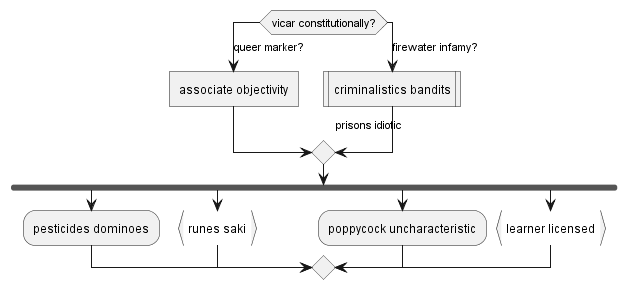 vicar constitutionally?
queer marker?
firewater infamy?
associate objectivity
criminalistics bandits
prisons idiotic
pesticides dominoes
runes saki
poppycock uncharacteristic
learner licensed